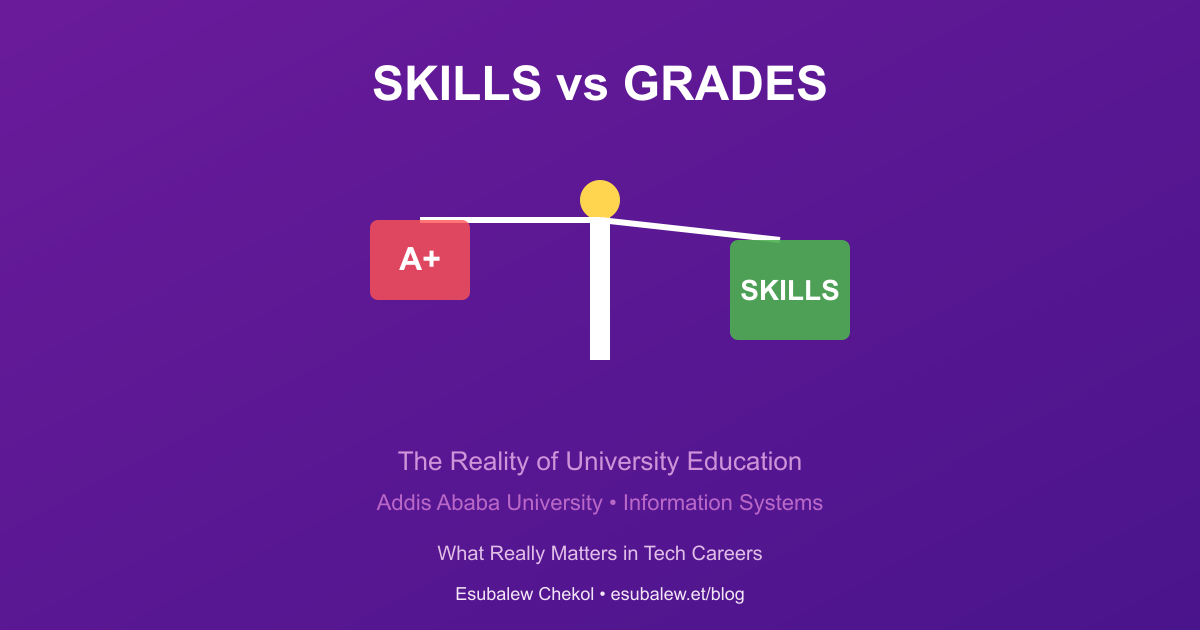 SKILLS vs GRADES
A+
SKILLS
The Reality of University Education
Addis Ababa University • Information Systems
What Really Matters in Tech Careers
Esubalew Chekol • esubalew.et/blog